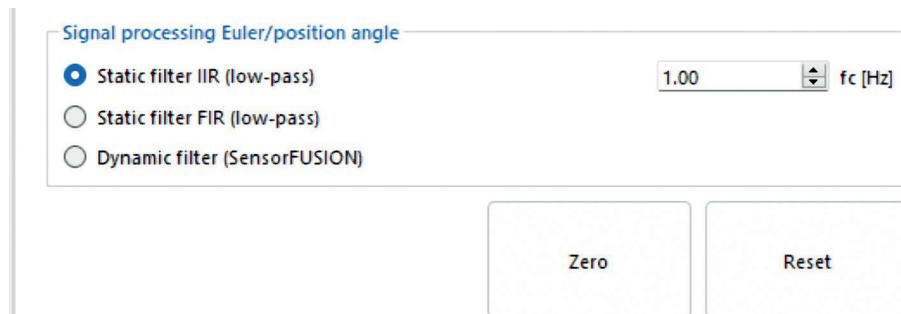 Signal processing Euler/position angle
Static filter IIR (low-pass) 1.00 fc [Hz]
Static filter FIR (low-pass)
Dynamic filter (SensorFUSION)
Zero Reset